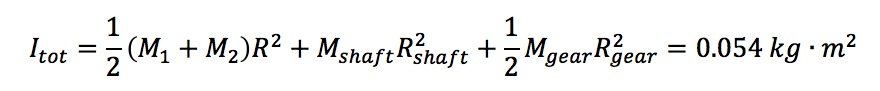 I_tot = 1/2 (M_1 + M_2)R^2 + M_shaft R_shaft^2 + 1/2 M_gear R_gear^2 = 0.054 kg · m^2